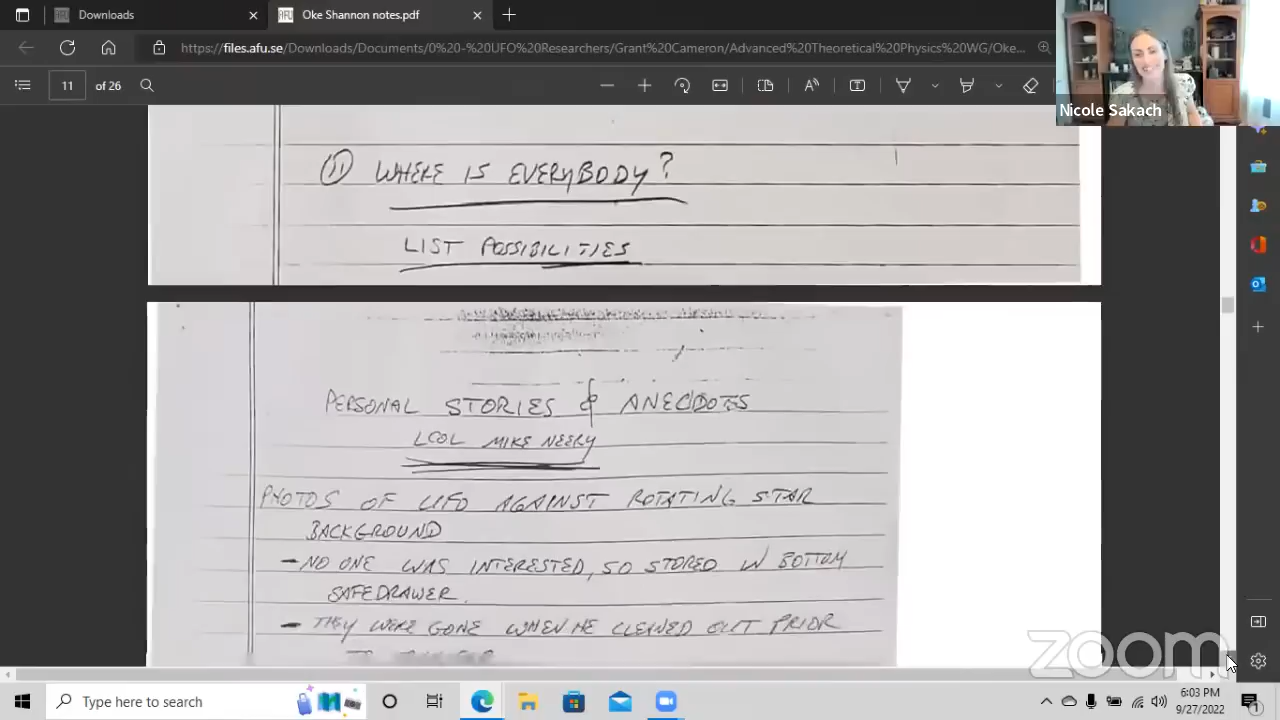 Downloads
Oke Shannon notes.pdf
https://files.afu.se/Downloads/Documents/0%20-%20UFO%20Researchers/Grant%20Cameron/Advanced%20Theoretical%20Physics%20WG/Oke...
11 of 26
Nicole Sakach
11 WHERE IS EVERYBODY?
LIST POSSIBILITIES
PERSONAL STORIES & ANECDOTES
LCOL MIKE NEERY
PHOTOS OF UFO AGAINST ROTATING STAR
BACKGROUND
- NO ONE WAS INTERESTED, SO STORED IN BOTTOM
SAFEDRAWER.
- THEY WERE GONE WHEN HE CLEANED OUT PRIOR
zoom
Type here to search
6:03 PM
9/27/2022
1